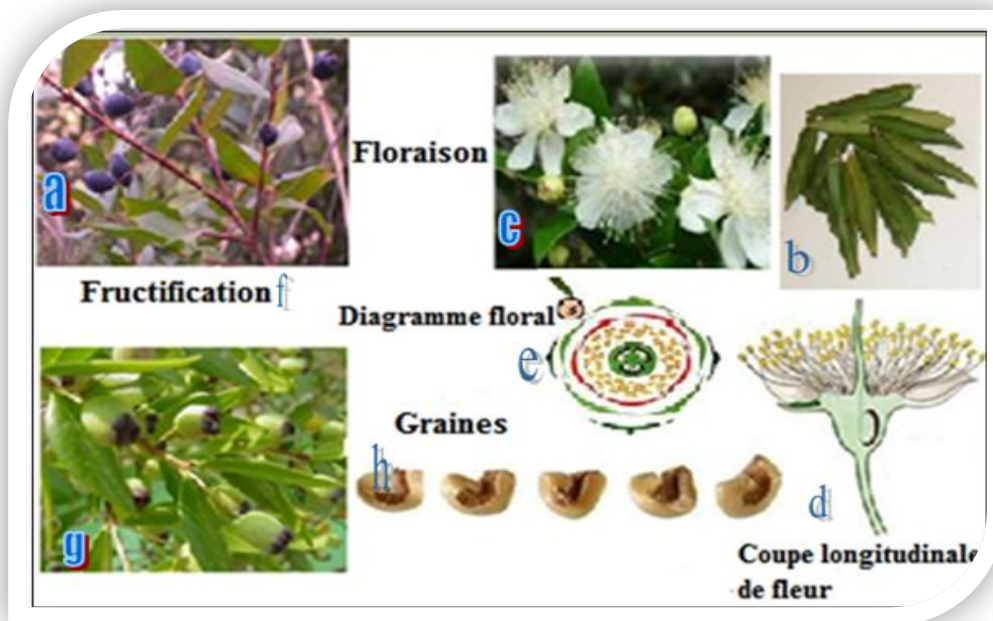 a
Floraison
c
b
Fructification f
Diagramme floral
e
g
Graines
h
d
Coupe longitudinale
de fleur